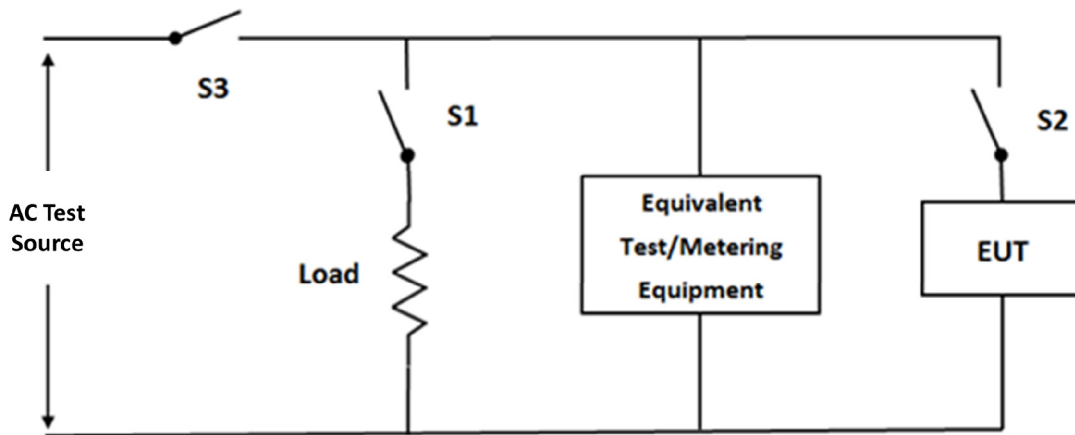 S3
S1
S2
AC Test
Source
Load
Equivalent
Test/Metering
Equipment
EUT